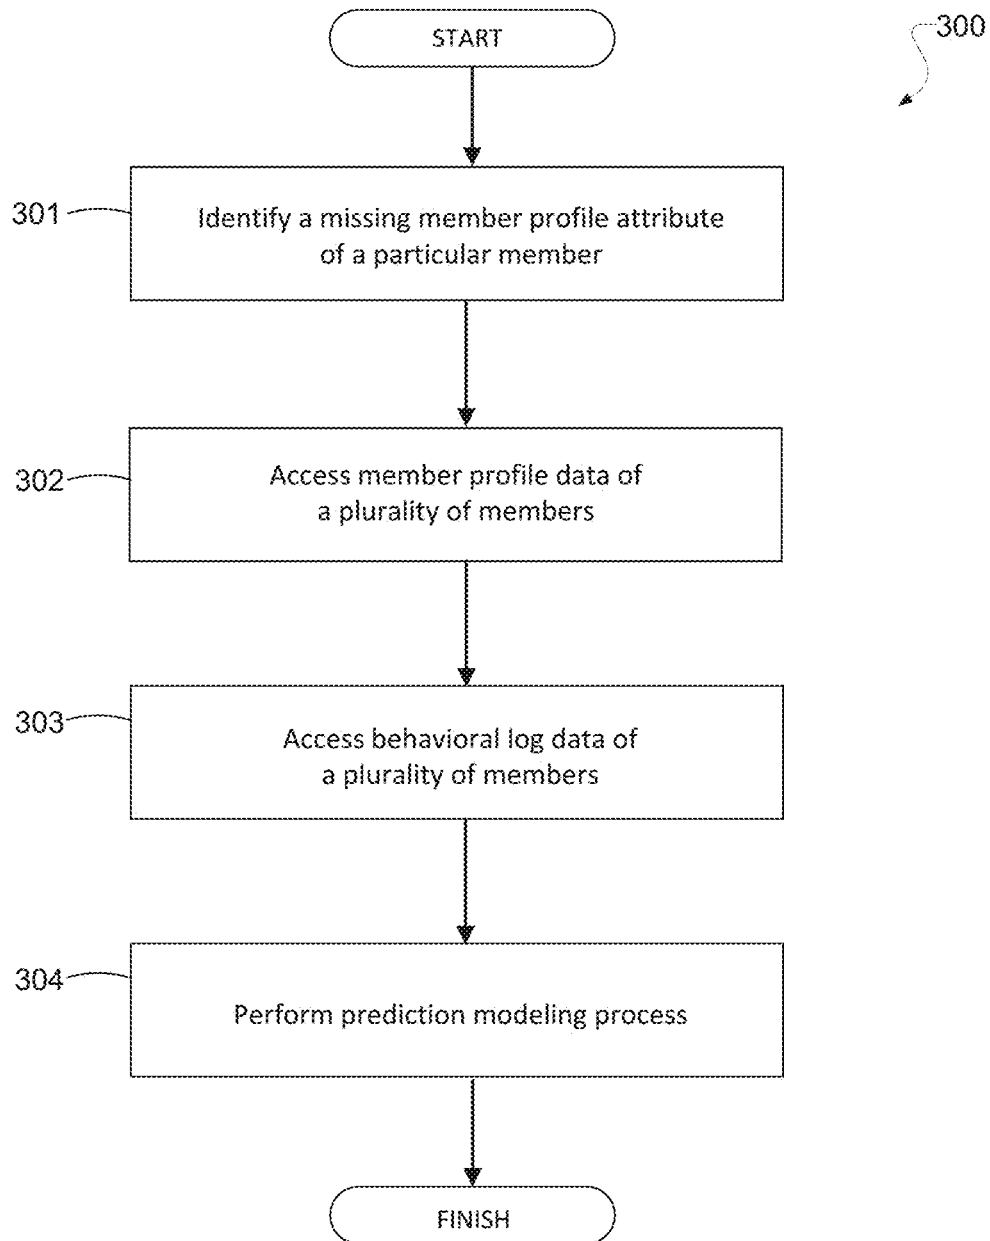 START
300
301
Identify a missing member profile attribute
of a particular member
302
Access member profile data of
a plurality of members
303
Access behavioral log data of
a plurality of members
304
Perform prediction modeling process
FINISH